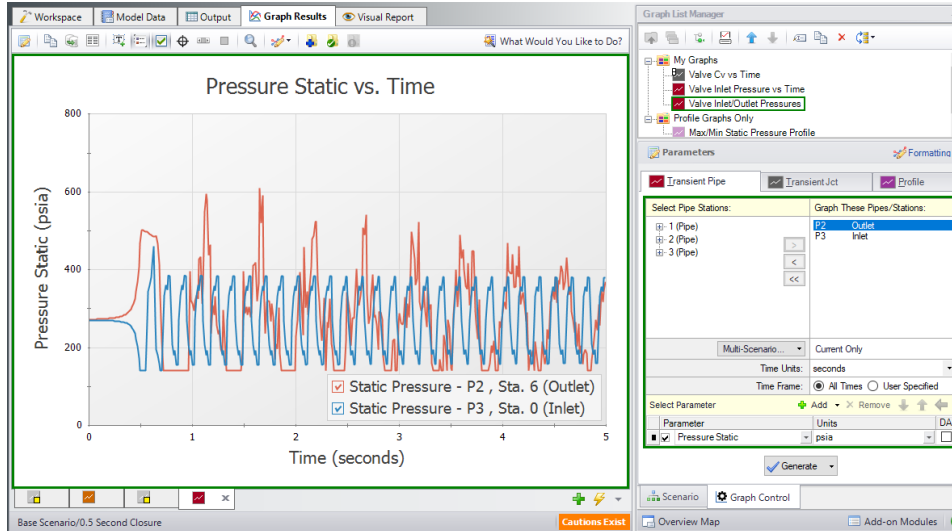 Workspace
Model Data
Output
Graph Results
Visual Report
What Would You Like to Do?
Pressure Static vs. Time
Pressure Static (psia)
800
600
400
200
0
0
1
2
3
4
5
Time (seconds)
Static Pressure - P2 , Sta. 6 (Outlet)
Static Pressure - P3 , Sta. 0 (Inlet)
Base Scenario/0.5 Second Closure
Cautions Exist
Graph List Manager
My Graphs
Valve Cv vs Time
Valve Inlet Pressure vs Time
Valve Inlet/Outlet Pressures
Profile Graphs Only
Max/Min Static Pressure Profile
Parameters
Formatting
Transient Pipe
Transient Jct
Profile
Select Pipe Stations:
Graph These Pipes/Stations:
1 (Pipe)
2 (Pipe)
3 (Pipe)
>
<
<<
P2 Outlet
P3 Inlet
Multi-Scenario...
Current Only
Time Units:
seconds
Time Frame:
All Times
User Specified
Select Parameter
Add
Remove
Parameter
Units
DA
Pressure Static
psia
Generate
Scenario
Graph Control
Overview Map
Add-on Modules